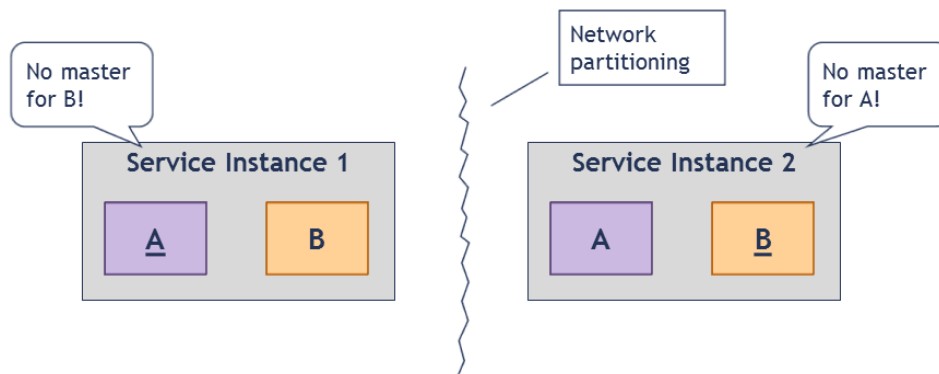 Network
partitioning
No master
for B!
No master
for A!
Service Instance 1
Service Instance 2
A
B
A
B